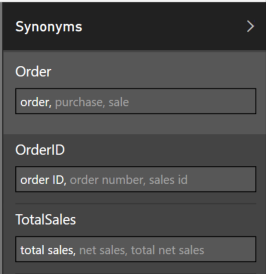 Synonyms
Order
order, purchase, sale
OrderID
order ID, order number, sales id
TotalSales
total sales, net sales, total net sales